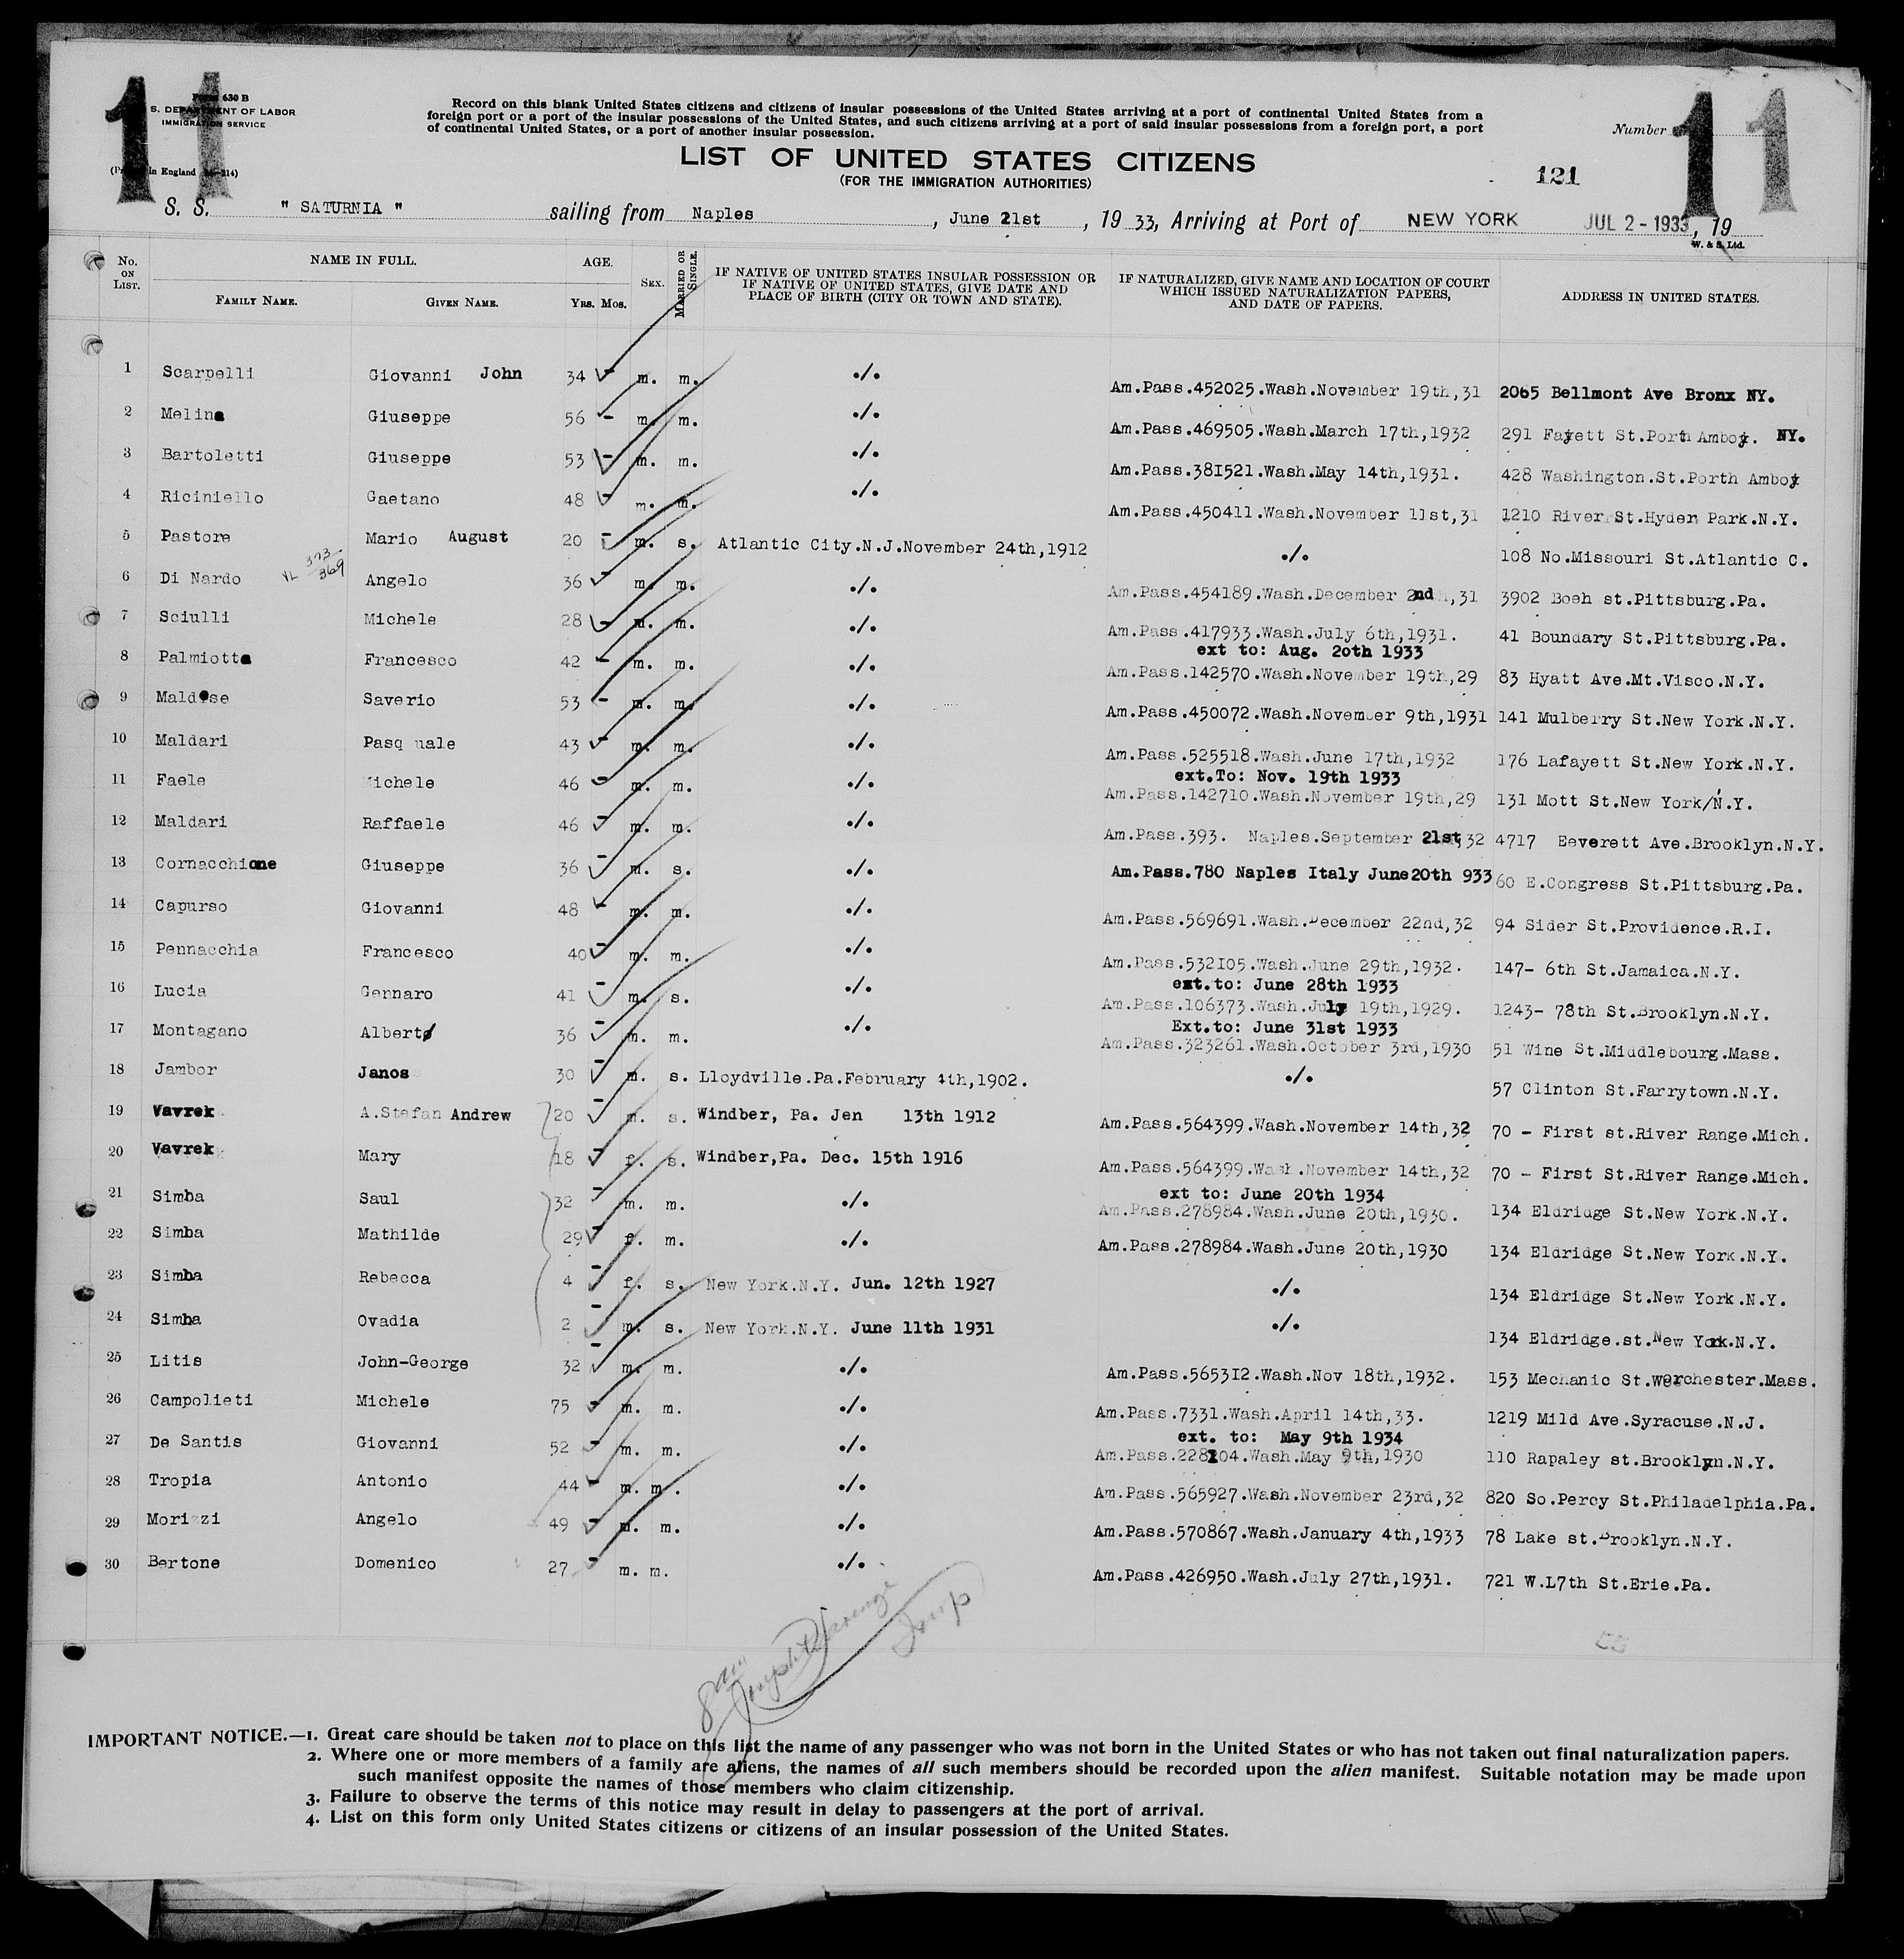 11 11
Form 630 B
U. S. DEPARTMENT OF LABOR
IMMIGRATION SERVICE
(Printed in England 24-214)
Record on this blank United States citizens and citizens of insular possessions of the United States arriving at a port of continental United States from a
foreign port or a port of the insular possessions of the United States, and such citizens arriving at a port of said insular possessions from a foreign port, a port
of continental United States, or a port of another insular possession.
Number
LIST OF UNITED STATES CITIZENS
(FOR THE IMMIGRATION AUTHORITIES)
121
S. S. " SATURNIA " sailing from Naples , June 21st , 19 33, Arriving at Port of NEW YORK JUL 2 - 1933, 19
W. & S. Ltd.
No. ON LIST. NAME IN FULL. FAMILY NAME. GIVEN NAME. AGE. Yrs. Mos. SEX. MARRIED OR SINGLE. IF NATIVE OF UNITED STATES INSULAR POSSESSION OR IF NATIVE OF UNITED STATES, GIVE DATE AND PLACE OF BIRTH (CITY OR TOWN AND STATE). IF NATURALIZED, GIVE NAME AND LOCATION OF COURT WHICH ISSUED NATURALIZATION PAPERS, AND DATE OF PAPERS. ADDRESS IN UNITED STATES.
1 Scarpelli Giovanni John 34 - m. m. ./. Am.Pass.452025.Wash.November 19th,31 2065 Bellmont Ave Bronx NY.
2 Melina Giuseppe 56 - m. m. ./. Am.Pass.469505.Wash.March 17th,1932 291 Fayett St.Porth Amboy. NY.
3 Bartoletti Giuseppe 53 - m. m. ./. Am.Pass.381521.Wash.May 14th,1931. 428 Washington.St.Porth Amboy
4 Riciniello Gaetano 48 - m. m. ./. Am.Pass.450411.Wash.November 11st,31 1210 River St.Hyden Park.N.Y.
5 Pastore Mario August 20 - m. s. Atlantic City.N.J.November 24th,1912 ./. 108 No.Missouri St.Atlantic C.
6 Di Nardo VL 373/369 Angelo 36 - m. m. ./. Am.Pass.454189.Wash.December 2nd,31 3902 Boeh st.Pittsburg.Pa.
7 Sciulli Michele 28 - m. m. ./. Am.Pass.417933.Wash.July 6th,1931. 41 Boundary St.Pittsburg.Pa.
ext to: Aug. 20th 1933
8 Palmiotta Francesco 42 - m. m. ./. Am.Pass.142570.Wash.November 19th,29 83 Hyatt Ave.Mt.Visco.N.Y.
9 Maldose Saverio 53 - m. m. ./. Am.Pass.450072.Wash.November 9th,1931 141 Mulberry St.New York.N.Y.
10 Maldari Pasq uale 43 - m. m. ./. Am.Pass.525518.Wash.June 17th,1932 176 Lafayett St.New York.N.Y.
ext.To: Nov. 19th 1933
11 Faele Michele 46 - m. m. ./. Am.Pass.142710.Wash.November 19th,29 131 Mott St.New York/N.Y.
12 Maldari Raffaele 46 - m. m. ./. Am.Pass.393. Naples.September 21st,32 4717 Eeverett Ave.Brooklyn.N.Y.
13 Cornacchione Giuseppe 36 - m. s. ./. Am.Pass.780 Naples Italy June20th 933 60 E.Congress St.Pittsburg.Pa.
14 Capurso Giovanni 48 - m. m. ./. Am.Pass.569691.Wash.December 22nd,32 94 Sider St.Providence.R.I.
15 Pennacchia Francesco 40 - m. m. ./. Am.Pass.532105.Wash.June 29th,1932. 147- 6th St.Jamaica.N.Y.
ext.to: June 28th 1933
16 Lucia Gennaro 41 - m. s. ./. Am.Pass.106373.Wash.July 19th,1929. 1243- 78th St.Brooklyn.N.Y.
Ext.to: June 31st 1933
17 Montagano Alberto 36 - m. m. ./. Am.Pass.323261.Wash.October 3rd,1930 51 Wine St.Middlebourg.Mass.
18 Jambor Janos 30 - m. s. Lloydville.Pa.February 4th,1902. ./. 57 Clinton St.Farrytown.N.Y.
19 Vavrek A.Stefan Andrew 20 - m. s. Windber, Pa. Jen 13th 1912 Am.Pass.564399.Wash.November 14th,32 70 - First st.River Range.Mich.
20 Vavrek Mary 18 - f. s. Windber,Pa. Dec. 15th 1916 Am.Pass.564399.Wash.November 14th,32 70 - First St.River Range.Mich.
ext to: June 20th 1934
21 Simba Saul 32 - m. m. ./. Am.Pass.278984.Wash.June 20th,1930. 134 Eldridge St.New York.N.Y.
22 Simba Mathilde 29 - f. m. ./. Am.Pass.278984.Wash.June 20th,1930 134 Eldridge St.New York.N.Y.
23 Simba Rebecca 4 - f. s. New York.N.Y. Jun. 12th 1927 ./. 134 Eldridge St.New York.N.Y.
24 Simba Ovadia 2 - m. s. New York.N.Y. June 11th 1931 ./. 134 Eldridge.st.New York.N.Y.
25 Litis John-George 32 - m. m. ./. Am.Pass.565312.Wash.Nov 18th,1932. 153 Mechanic St.Worchester.Mass.
26 Campolieti Michele 75 - m. m. ./. Am.Pass.7331.Wash.April 14th,33. 1219 Mild Ave.Syracuse.N.J.
ext. to: May 9th 1934
27 De Santis Giovanni 52 - m. m. ./. Am.Pass.228104.Wash.May 9th,1930 110 Rapaley st.Brooklyn.N.Y.
28 Tropia Antonio 44 - m. m. ./. Am.Pass.565927.Wash.November 23rd,32 820 So.Percy St.Philadelphia.Pa.
29 Morizzi Angelo 49 - m. m. ./. Am.Pass.570867.Wash.January 4th,1933 78 Lake st.Brooklyn.N.Y.
30 Bertone Domenico 27 - m. m. ./. Am.Pass.426950.Wash.July 27th,1931. 721 W.L7th St.Erie.Pa.
IMPORTANT NOTICE.—1. Great care should be taken not to place on this list the name of any passenger who was not born in the United States or who has not taken out final naturalization papers.
2. Where one or more members of a family are aliens, the names of all such members should be recorded upon the alien manifest. Suitable notation may be made upon
such manifest opposite the names of those members who claim citizenship.
3. Failure to observe the terms of this notice may result in delay to passengers at the port of arrival.
4. List on this form only United States citizens or citizens of an insular possession of the United States.